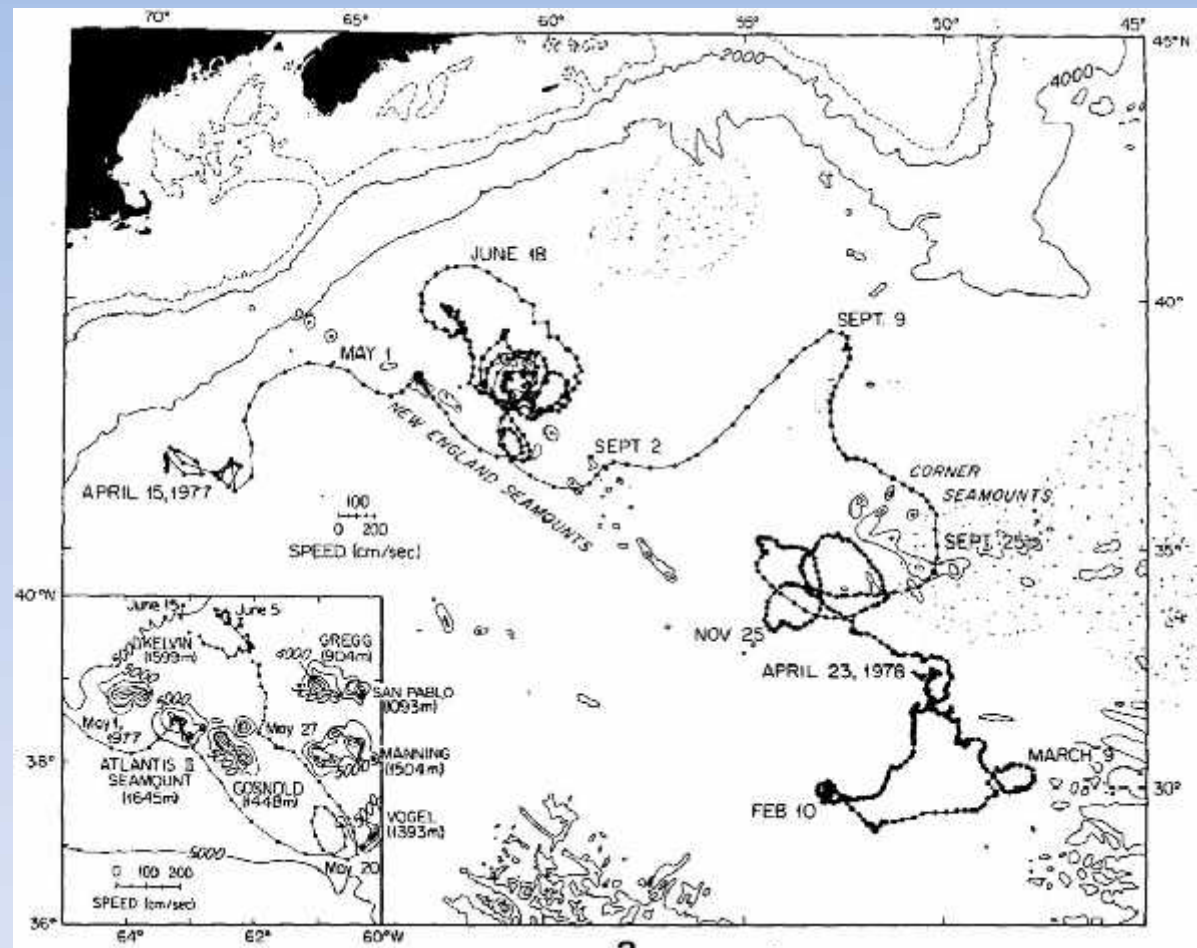 70° 65° 60° 55° 50° 45°
45°N
2000
4000
JUNE 18
40°
SEPT. 9
MAY 1
NEW ENGLAND SEAMOUNTS
SEPT. 2
CORNER
SEAMOUNTS
APRIL 15, 1977
100
0 200
SPEED (cm/sec)
SEPT. 25
35°
NOV 25
APRIL 23, 1978
MARCH 9
FEB 10
30°
40°N
June 15
June 5
KELVIN
(1599m)
GREGG
(904m)
5000
4000
SAN PABLO
(1093m)
May 1,
1977
May 27
MANNING
(1504m)
38°
ATLANTIS II
SEAMOUNT
(1645m)
GOSNOLD
(1448m)
5000
VOGEL
(1393m)
5000
May 20
0 100 200
SPEED (cm/sec)
36°
64° 62° 60°W